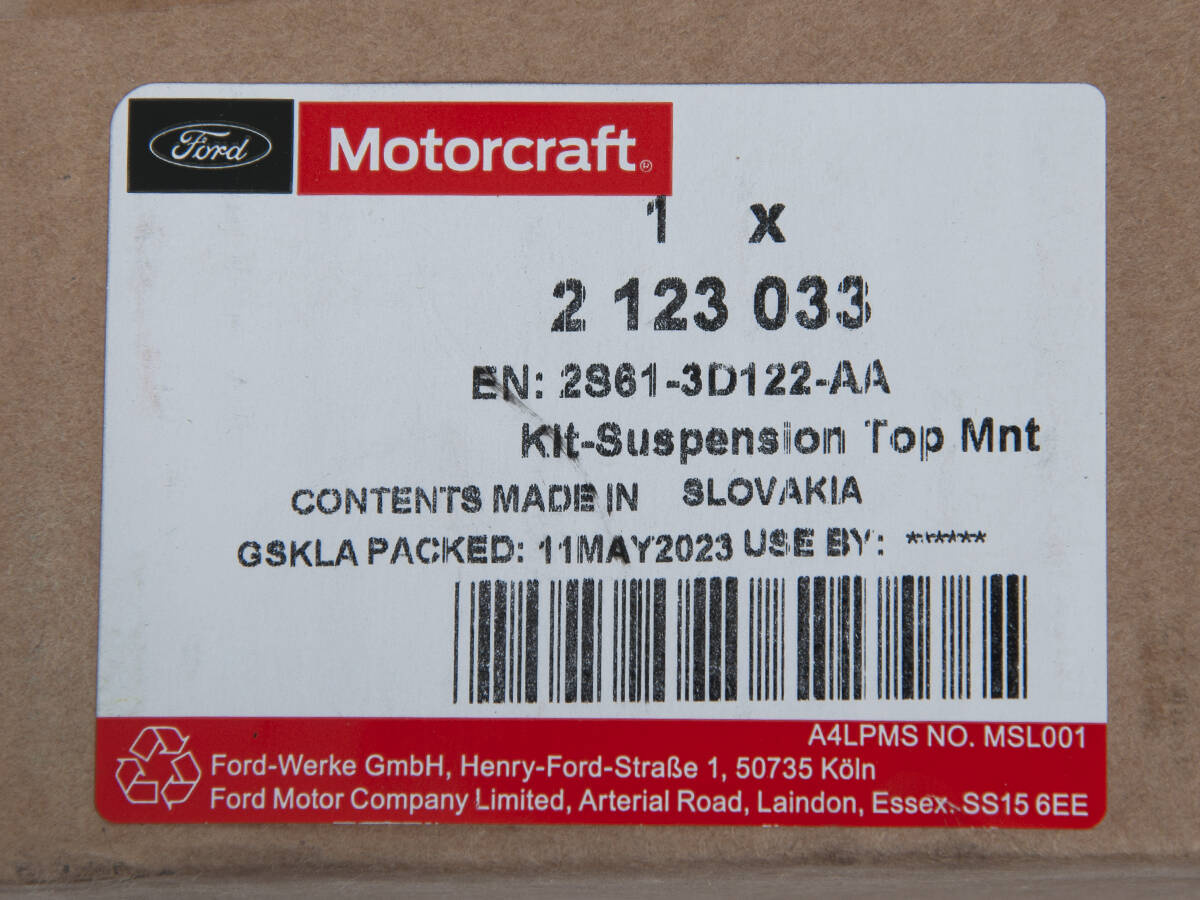 Ford Motorcraft®
1 x
2 123 033
EN: 2S61-3D122-AA
Kit-Suspension Top Mnt
CONTENTS MADE IN SLOVAKIA
GSKLA PACKED: 11MAY2023 USE BY: ******
A4LPMS NO. MSL001
Ford-Werke GmbH, Henry-Ford-Straße 1, 50735 Köln
Ford Motor Company Limited, Arterial Road, Laindon, Essex. SS15 6EE